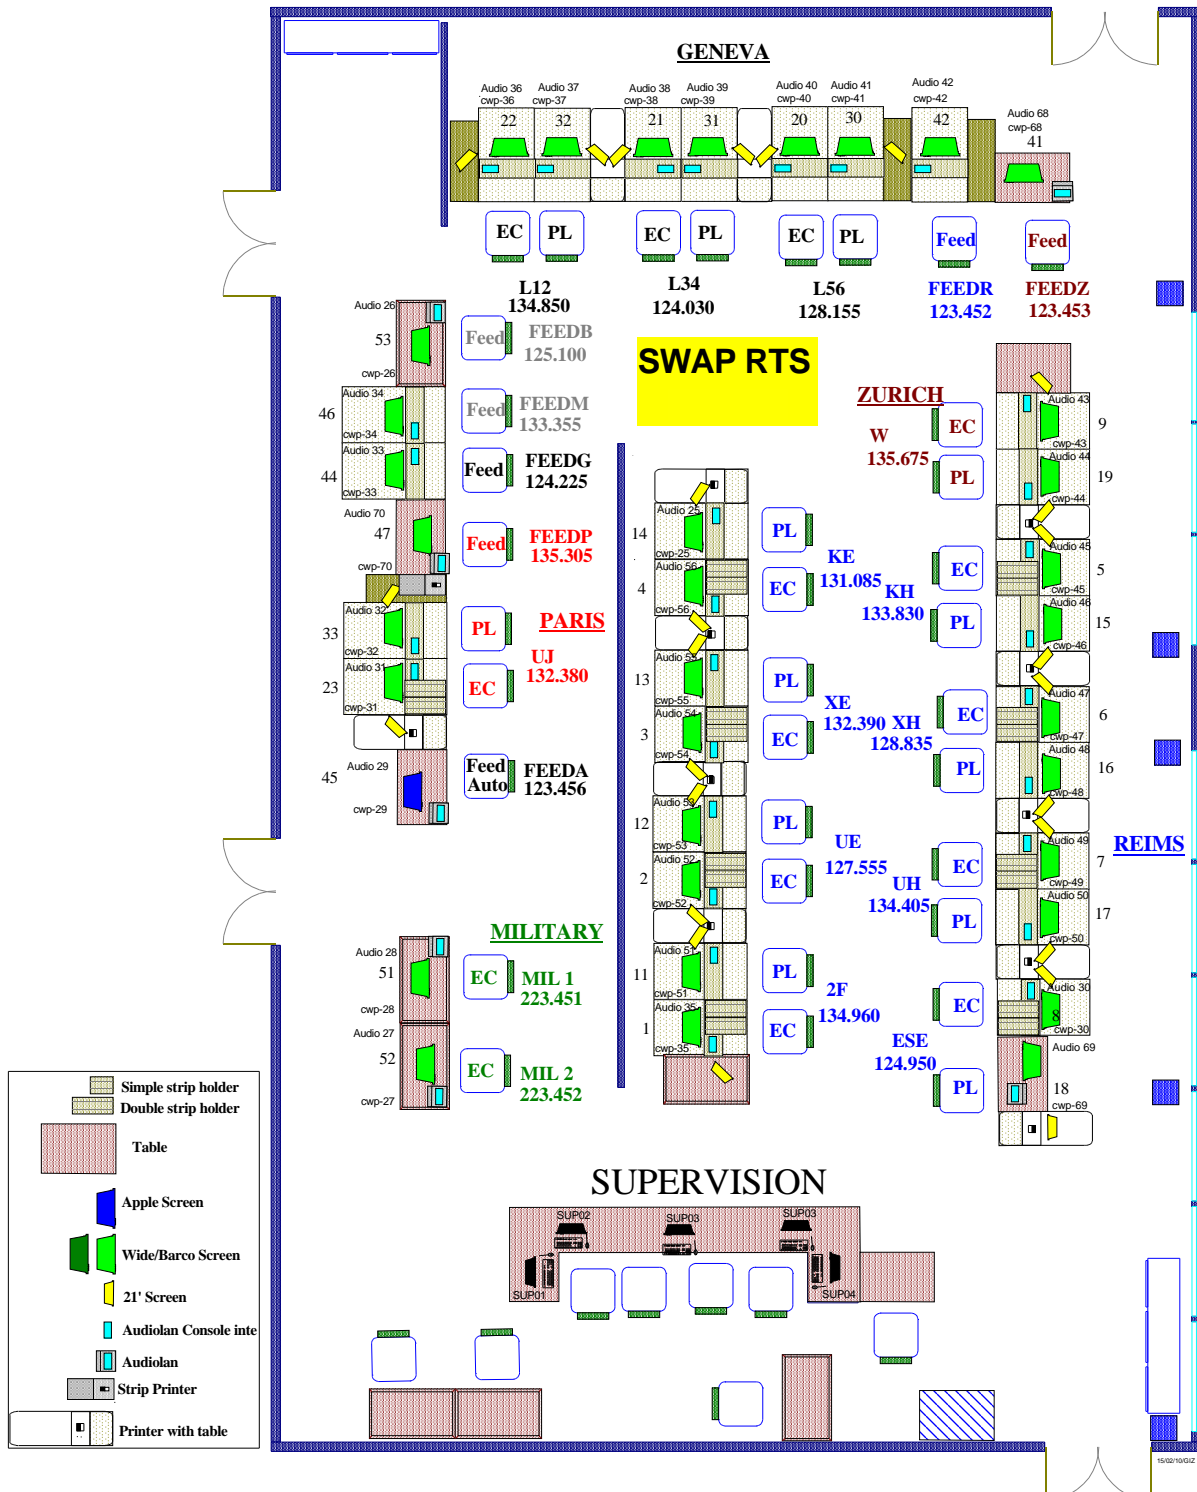 GENEVA
Audio 36
cwp-36
Audio 37
cwp-37
Audio 38
cwp-38
Audio 39
cwp-39
Audio 40
cwp-40
Audio 41
cwp-41
Audio 42
cwp-42
Audio 68
cwp-68
22
32
21
31
20
30
42
41
EC
PL
EC
PL
EC
PL
Feed
Feed
L12
134.850
L34
124.030
L56
128.155
FEEDR
123.452
FEEDZ
123.453
Audio 26
53
cwp-26
Feed
FEEDB
125.100
Audio 34
46
cwp-34
Feed
FEEDM
133.355
Audio 33
44
cwp-33
Feed
FEEDG
124.225
Audio 70
47
cwp-70
Feed
FEEDP
135.305
Audio 32
33
cwp-32
PL
PARIS
UJ
132.380
Audio 31
23
cwp-31
EC
Audio 29
45
cwp-29
Feed
Auto
FEEDA
123.456
MILITARY
Audio 28
51
cwp-28
EC
MIL 1
223.451
Audio 27
52
cwp-27
EC
MIL 2
223.452
SWAP RTS
Audio 25
14
cwp-25
PL
KE
131.085
Audio 56
4
cwp-56
EC
Audio 55
13
cwp-55
PL
XE
132.390
Audio 54
3
cwp-54
EC
Audio 53
12
cwp-53
PL
UE
127.555
Audio 52
2
cwp-52
EC
Audio 51
11
cwp-51
PL
2F
134.960
Audio 35
1
cwp-35
EC
ZURICH
W
135.675
EC
Audio 43
9
cwp-43
PL
Audio 44
19
cwp-44
KH
133.830
EC
Audio 45
5
cwp-45
PL
Audio 46
15
cwp-46
XH
128.835
EC
Audio 47
6
cwp-47
PL
Audio 48
16
cwp-48
REIMS
UH
134.405
EC
Audio 49
7
cwp-49
PL
Audio 50
17
cwp-50
ESE
124.950
EC
Audio 30
8
cwp-30
PL
Audio 69
18
cwp-69
Simple strip holder
Double strip holder
Table
Apple Screen
Wide/Barco Screen
21' Screen
Audiolan Console inte
Audiolan
Strip Printer
Printer with table
SUPERVISION
SUP02
SUP03
SUP03
SUP01
SUP04
15/02/10/GIZ